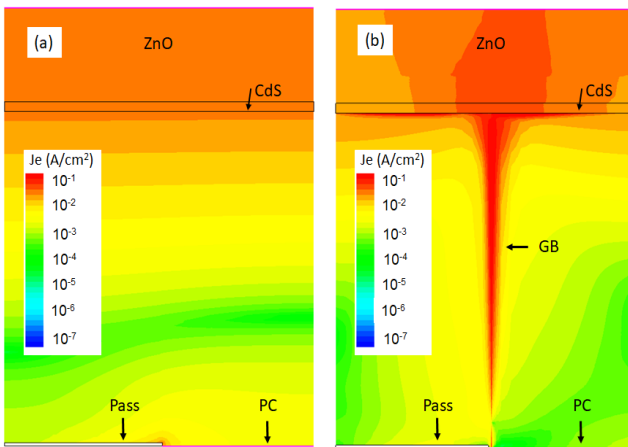 (a)
ZnO
CdS
Je (A/cm²)
10⁻¹
10⁻²
10⁻³
10⁻⁴
10⁻⁵
10⁻⁶
10⁻⁷
Pass
PC
(b)
ZnO
CdS
Je (A/cm²)
10⁻¹
10⁻²
10⁻³
10⁻⁴
10⁻⁵
10⁻⁶
10⁻⁷
GB
Pass
PC